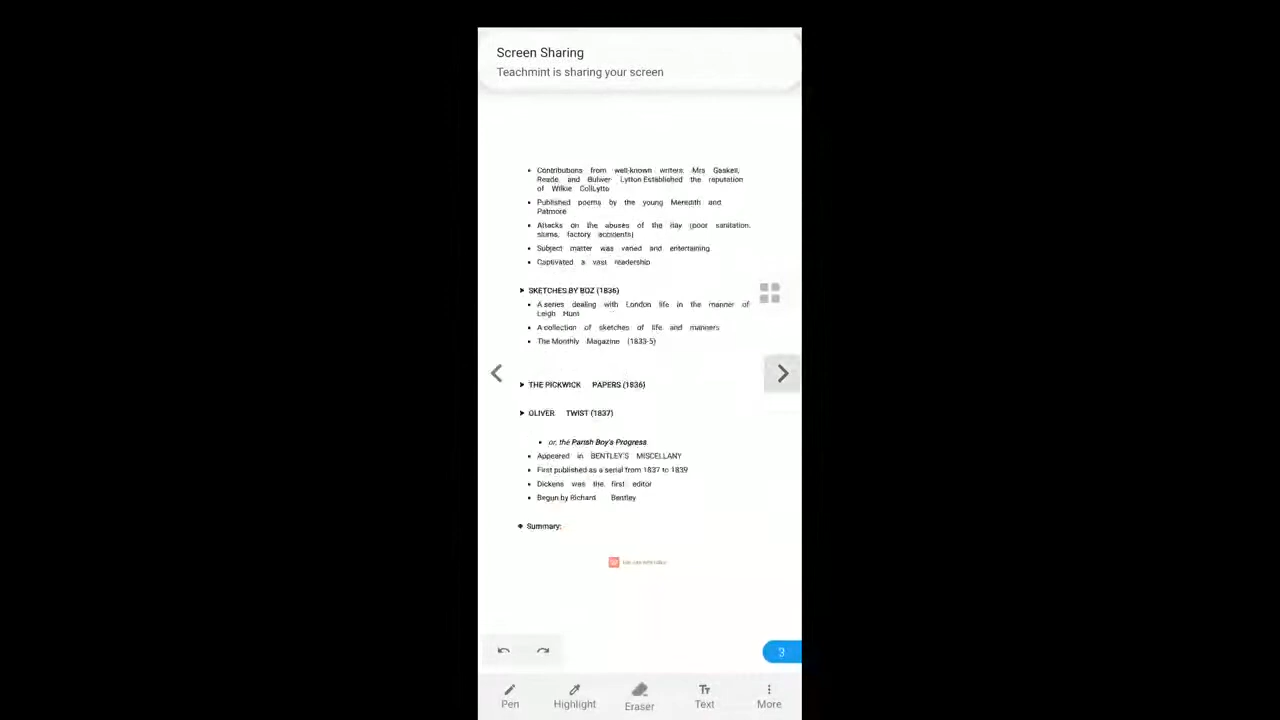 Screen Sharing
Teachmint is sharing your screen
• Contributions from well-known writers: Mrs Gaskell,
Reade and Bulwer Lytton Established the reputation
of Wilkie
• Published poems by the young Meredith and
Patmore
• Attacks on the abuses of the day (poor sanitation,
slums, factory accidents)
• Subject matter was varied and entertaining
• Captivated a vast readership
➤ SKETCHES BY BOZ (1836)
• A series dealing with London life in the manner of
Leigh Hunt
• A collection of sketches of life and manners
• The Monthly Magazine (1833-5)
➤ THE PICKWICK PAPERS (1836)
➤ OLIVER TWIST (1837)
• or, the Parish Boy's Progress
• Appeared in BENTLEY'S MISCELLANY
• First published as a serial from 1837 to 1839
• Dickens was the first editor
• Begun by Richard Bentley
❖ Summary:
3
Pen Highlight Eraser Text More